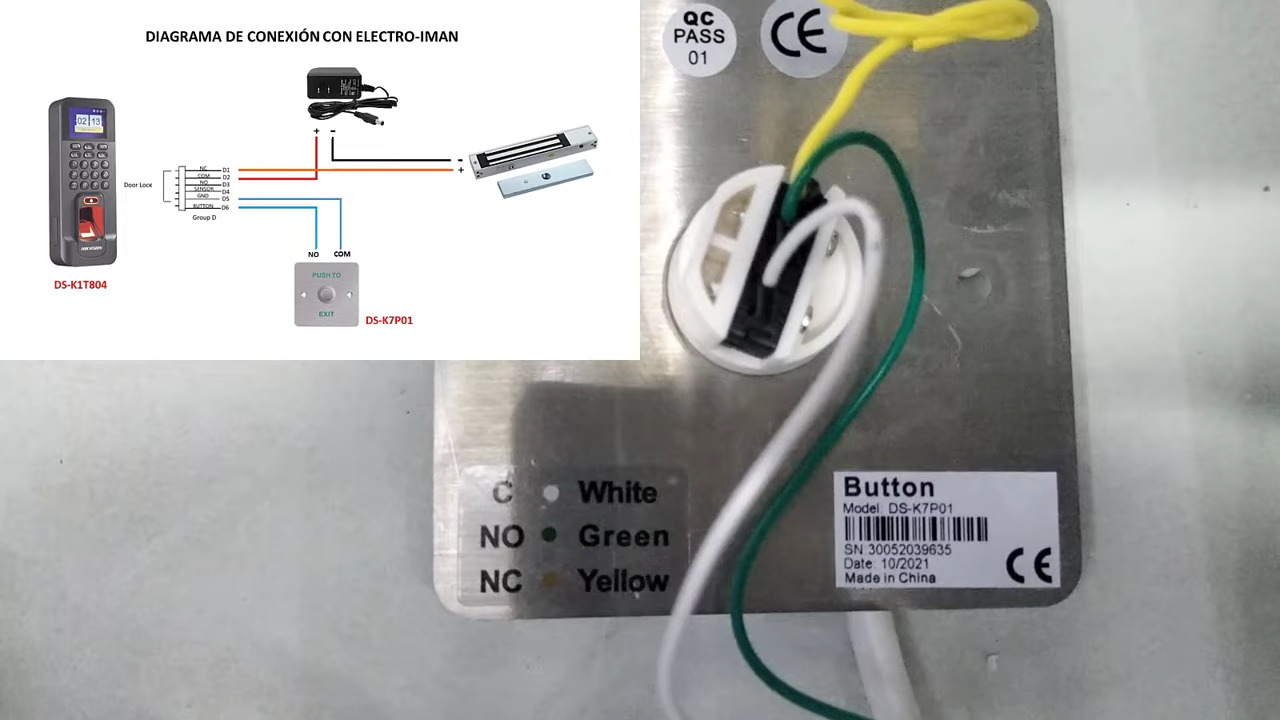 DIAGRAMA DE CONEXIÓN CON ELECTRO-IMAN
02 13
+ -
-
+
Door Lock
NC D1
COM D2
NO D3
SENSOR D4
GND D5
BUTTON D6
Group D
HIKVISION
DS-K1T804
NO COM
PUSH TO
EXIT
DS-K7P01
QC
PASS
01
CE
C White
NO Green
NC Yellow
Button
Model: DS-K7P01
SN:30052039635
Date: 10/2021
Made in China
CE